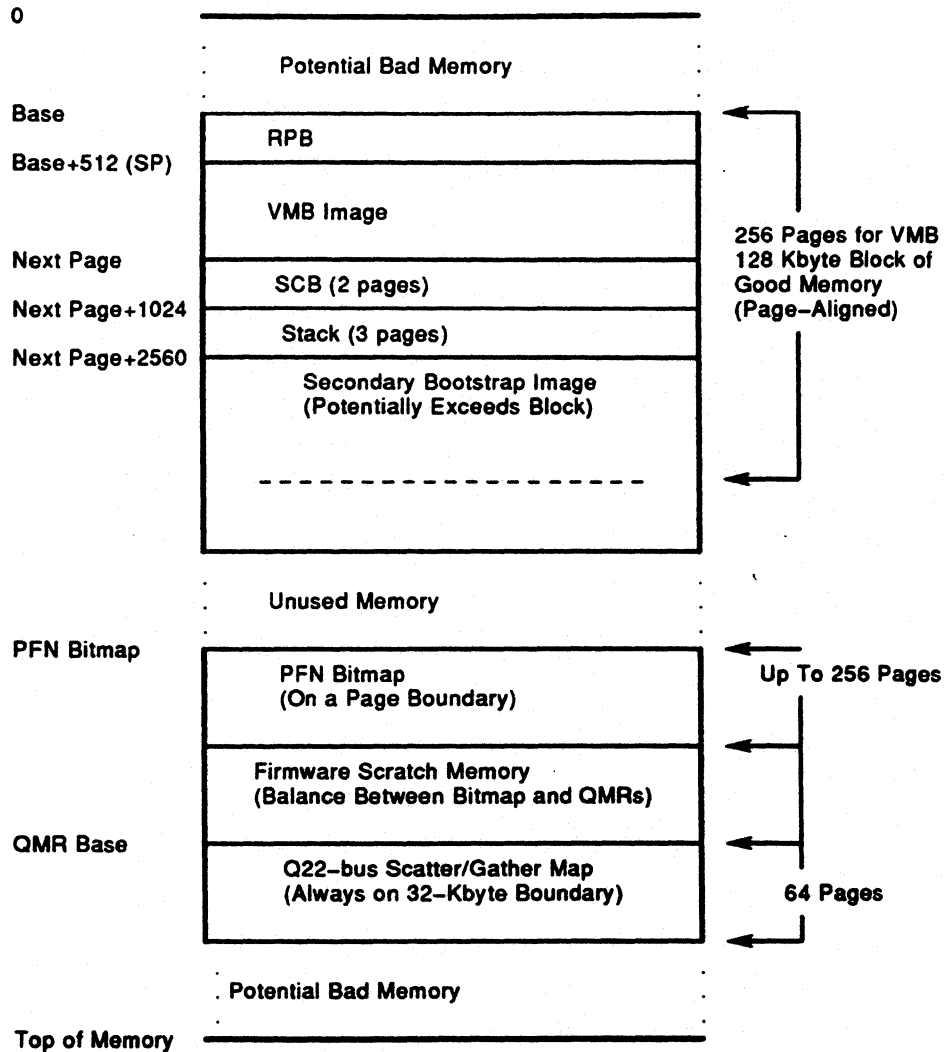 0
Potential Bad Memory
Base
RPB
Base+512 (SP)
VMB Image
256 Pages for VMB
128 Kbyte Block of
Good Memory
(Page-Aligned)
Next Page
SCB (2 pages)
Next Page+1024
Stack (3 pages)
Next Page+2560
Secondary Bootstrap Image
(Potentially Exceeds Block)
Unused Memory
PFN Bitmap
PFN Bitmap
(On a Page Boundary)
Up To 256 Pages
Firmware Scratch Memory
(Balance Between Bitmap and QMRs)
QMR Base
Q22-bus Scatter/Gather Map
(Always on 32-Kbyte Boundary)
64 Pages
Potential Bad Memory
Top of Memory